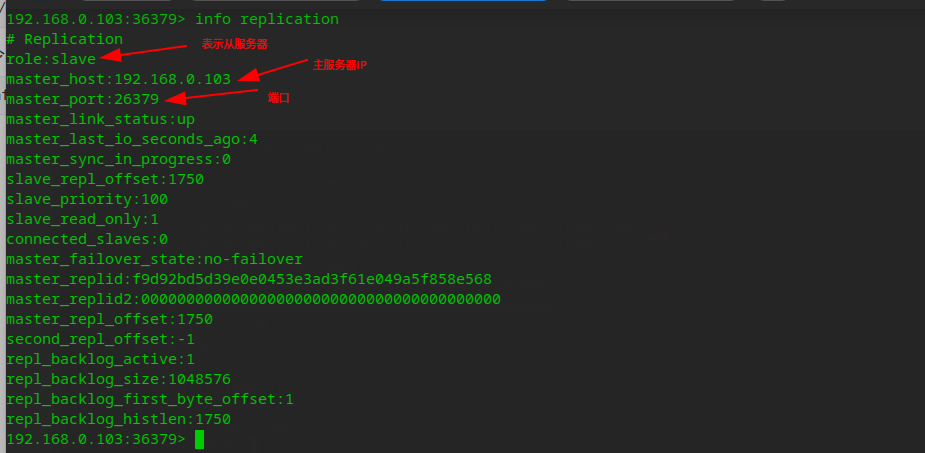 192.168.0.103:36379> info replication
# Replication
表示从服务器
role:slave
主服务器IP
master_host:192.168.0.103
端口
master_port:26379
master_link_status:up
master_last_io_seconds_ago:4
master_sync_in_progress:0
slave_repl_offset:1750
slave_priority:100
slave_read_only:1
connected_slaves:0
master_failover_state:no-failover
master_replid:f9d92bd5d39e0e0453e3ad3f61e049a5f858e568
master_replid2:0000000000000000000000000000000000000000
master_repl_offset:1750
second_repl_offset:-1
repl_backlog_active:1
repl_backlog_size:1048576
repl_backlog_first_byte_offset:1
repl_backlog_histlen:1750
192.168.0.103:36379>